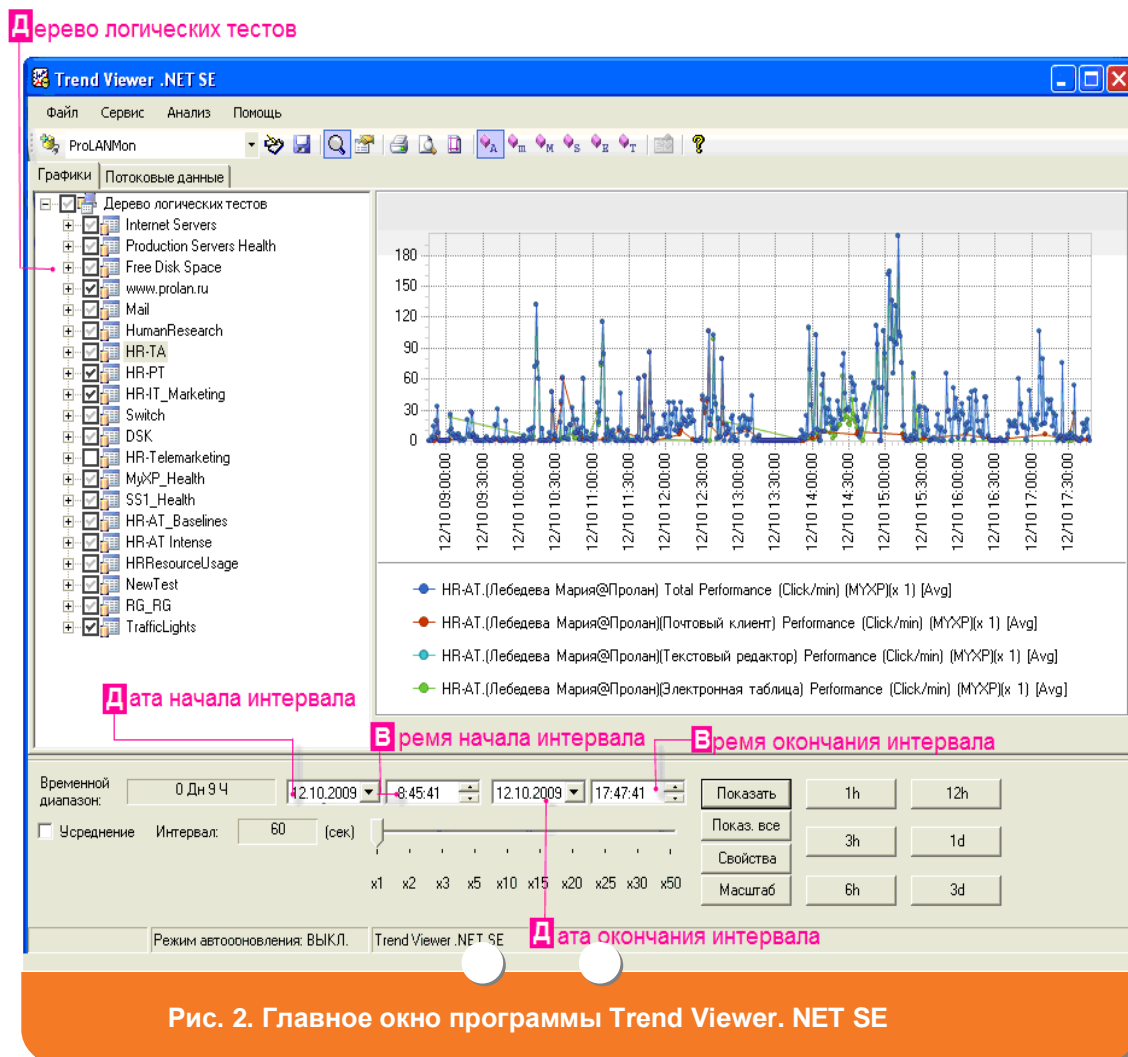 Дерево логических тестов
Trend Viewer .NET SE
Файл Сервис Анализ Помощь
ProLANMon A m M S E T ?
Графики Потоковые данные
Дерево логических тестов
Internet Servers
Production Servers Health
Free Disk Space
www.prolan.ru
Mail
HumanResearch
HR-TA
HR-PT
HR-IT_Marketing
Switch
DSK
HR-Telemarketing
MyXP_Health
SS1_Health
HR-AT_Baselines
HR-AT Intense
HRResourceUsage
NewTest
RG_RG
TrafficLights
180
150
120
90
60
30
0
12/10 09:00:00
12/10 09:30:00
12/10 10:00:00
12/10 10:30:00
12/10 11:00:00
12/10 11:30:00
12/10 12:00:00
12/10 12:30:00
12/10 13:00:00
12/10 13:30:00
12/10 14:00:00
12/10 14:30:00
12/10 15:00:00
12/10 15:30:00
12/10 16:00:00
12/10 16:30:00
12/10 17:00:00
12/10 17:30:00
HR-AT.(Лебедева Мария@Пролан) Total Performance (Click/min) (MYXP)(x 1) [Avg]
HR-AT.(Лебедева Мария@Пролан)(Почтовый клиент) Performance (Click/min) (MYXP)(x 1) [Avg]
HR-AT.(Лебедева Мария@Пролан)(Текстовый редактор) Performance (Click/min) (MYXP)(x 1) [Avg]
HR-AT.(Лебедева Мария@Пролан)(Электронная таблица) Performance (Click/min) (MYXP)(x 1) [Avg]
Дата начала интервала
Время начала интервала
Время окончания интервала
Временной диапазон: 0 Дн 9 Ч 12.10.2009 8:45:41 12.10.2009 17:47:41 Показать 1h 12h
Усреднение Интервал: 60 (сек) Показ. все 3h 1d
Свойства
x1 x2 x3 x5 x10 x15 x20 x25 x30 x50 Масштаб 6h 3d
Дата окончания интервала
Режим автообновления: ВЫКЛ. Trend Viewer .NET SE
Рис. 2. Главное окно программы Trend Viewer. NET SE